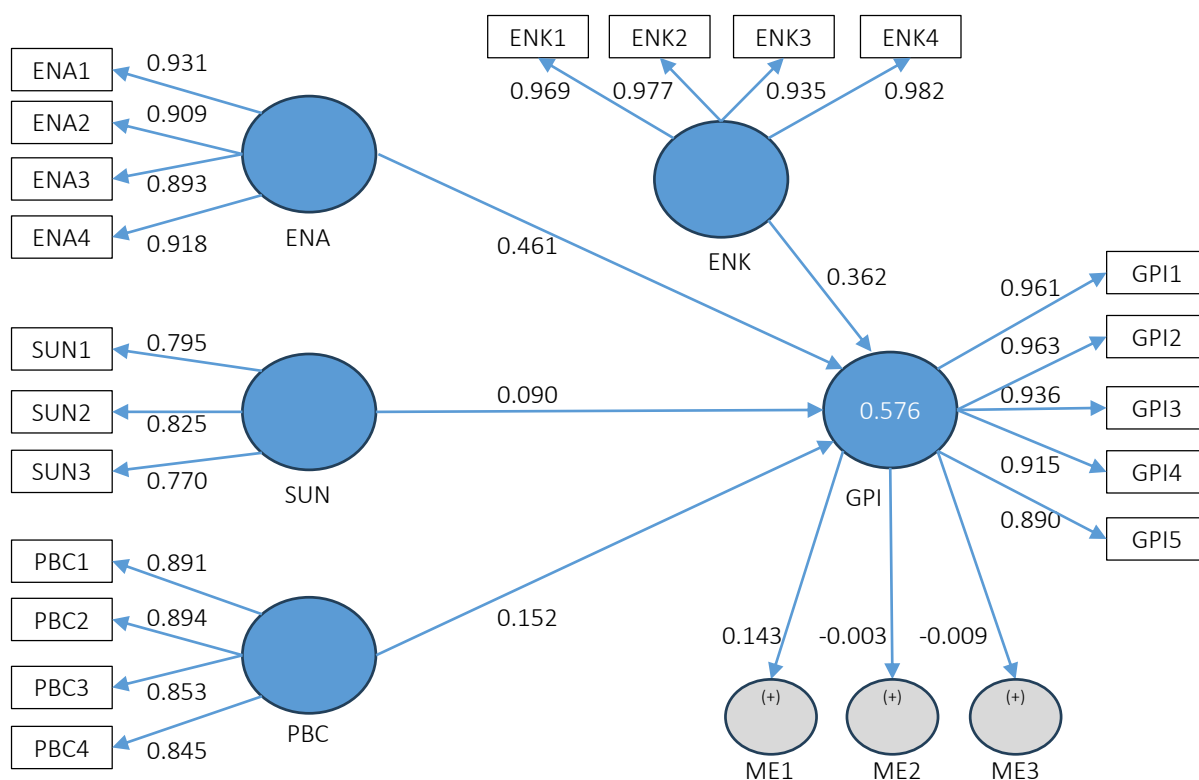 ENK1
ENK2
ENK3
ENK4
0.969
0.977
0.935
0.982
ENK
ENA1
ENA2
ENA3
ENA4
0.931
0.909
0.893
0.918
ENA
0.461
0.362
SUN1
SUN2
SUN3
0.795
0.825
0.770
SUN
0.090
0.576
GPI
GPI1
GPI2
GPI3
GPI4
GPI5
0.961
0.963
0.936
0.915
0.890
PBC1
PBC2
PBC3
PBC4
0.891
0.894
0.853
0.845
PBC
0.152
0.143
-0.003
-0.009
(+)
(+)
(+)
ME1
ME2
ME3